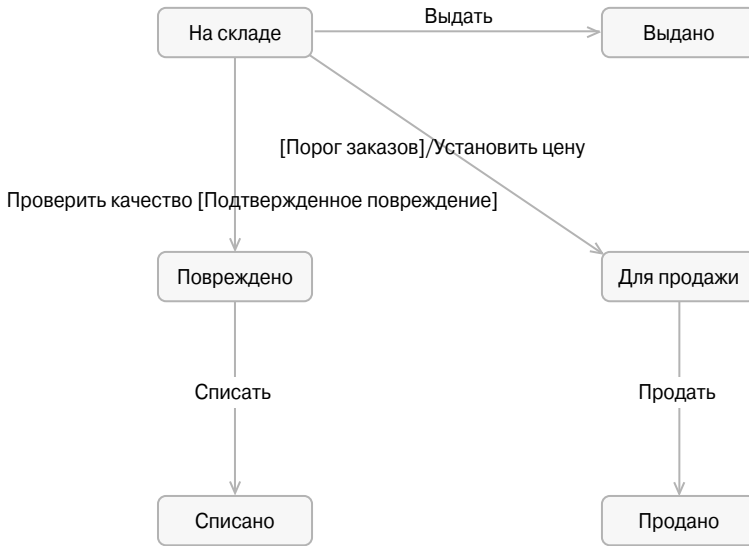 На складе
Выдать
Выдано
[Порог заказов]/Установить цену
Проверить качество [Подтвержденное повреждение]
Повреждено
Для продажи
Списать
Продать
Списано
Продано